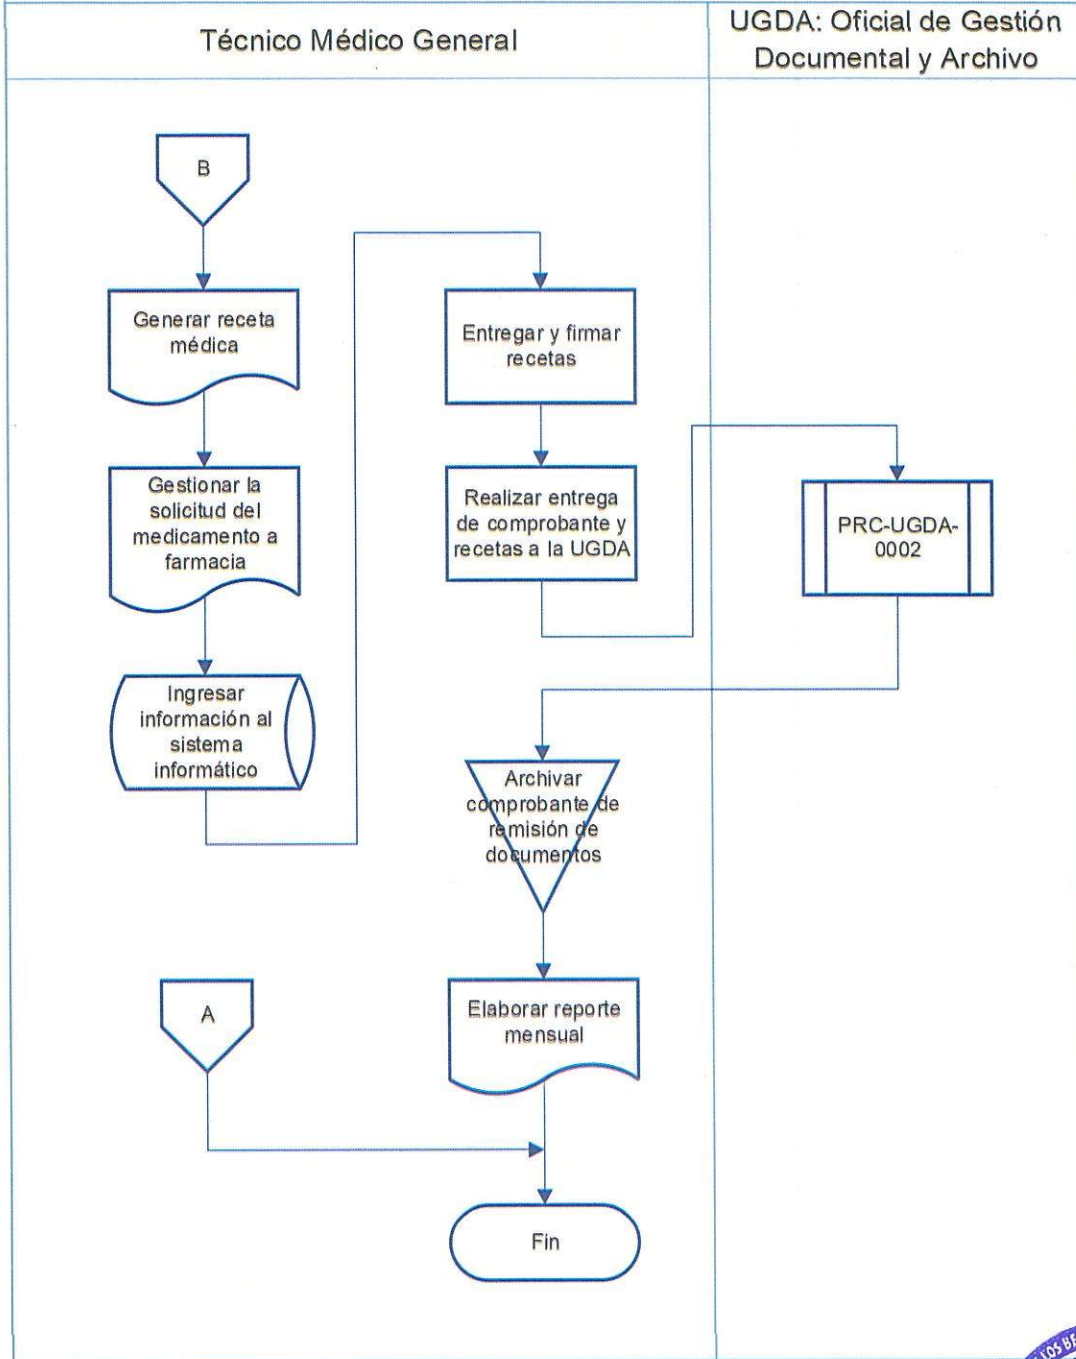 Técnico Médico General
UGDA: Oficial de Gestión
Documental y Archivo
B
Generar receta
médica
Gestionar la
solicitud del
medicamento a
farmacia
Ingresar
información al
sistema
informático
Entregar y firmar
recetas
Realizar entrega
de comprobante y
recetas a la UGDA
PRC-UGDA-
0002
Archivar
comprobante de
remisión de
documentos
A
Elaborar reporte
mensual
Fin
LOS